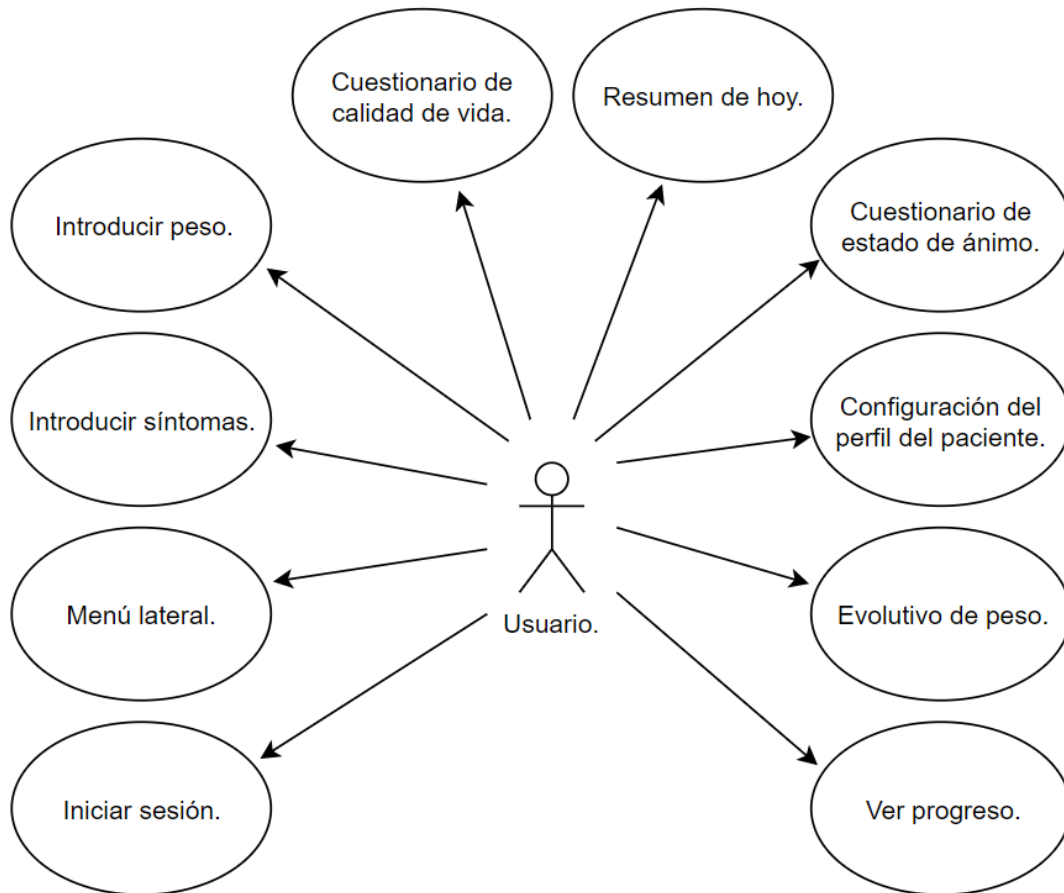 Cuestionario de
calidad de vida.
Resumen de hoy.
Introducir peso.
Cuestionario de
estado de ánimo.
Introducir síntomas.
Configuración del
perfil del paciente.
Menú lateral.
Usuario.
Evolutivo de peso.
Iniciar sesión.
Ver progreso.